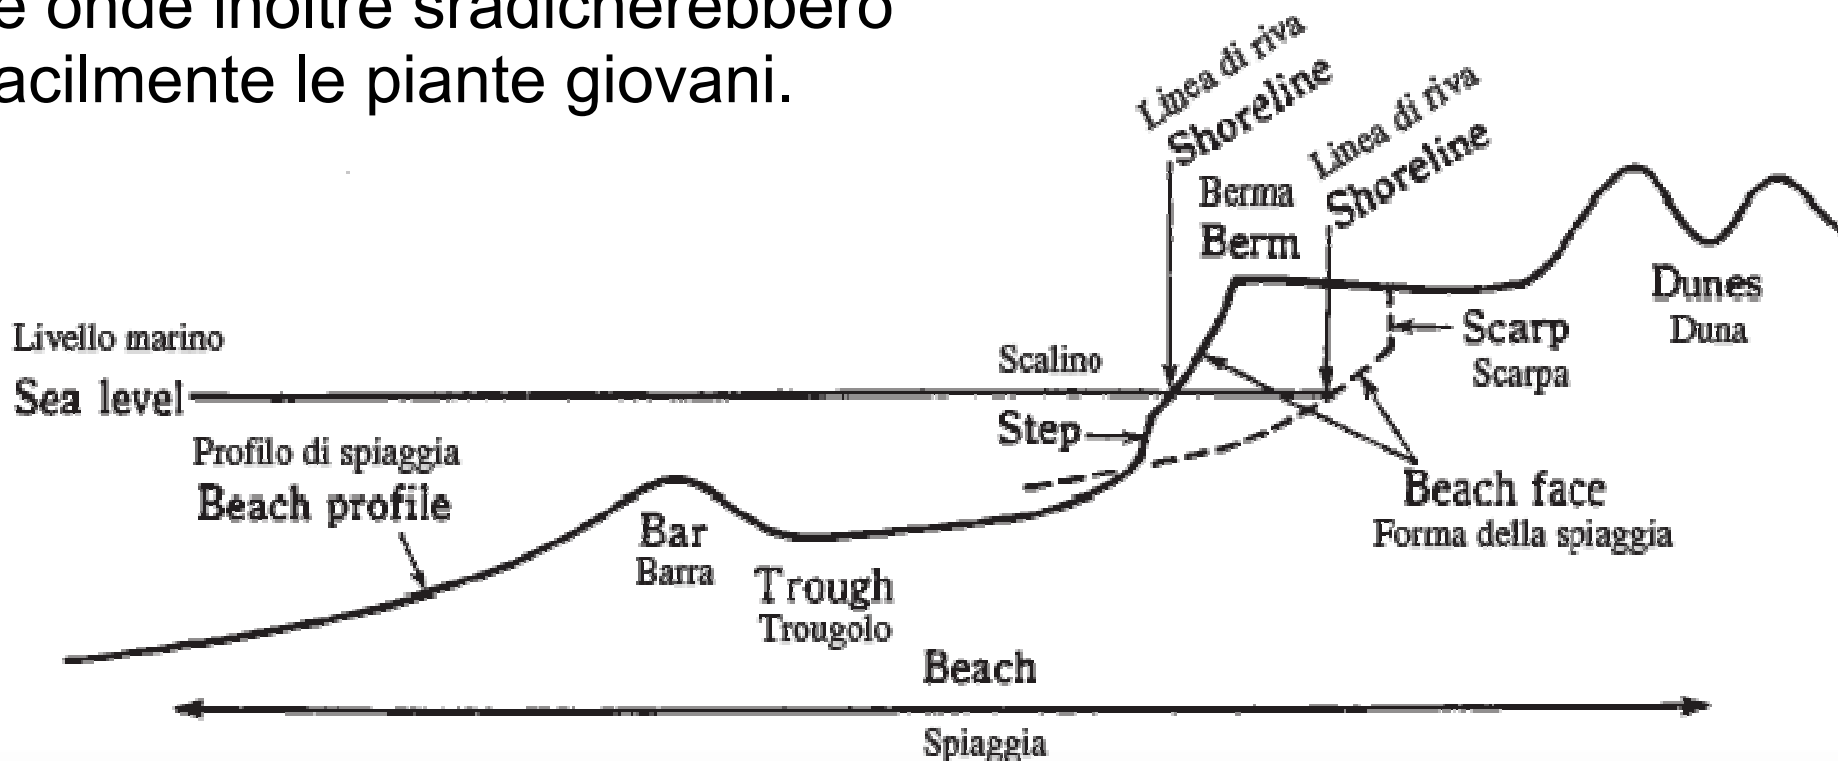 e onde inoltre sradicherebbero
acilmente le piante giovani.
Linea di riva
Shoreline
Linea di riva
Shoreline
Berma
Berm
Dunes
Duna
Livello marino
Sea level
Scalino
Step
Scarp
Scarpa
Profilo di spiaggia
Beach profile
Bar
Barra
Trough
Trougolo
Beach face
Forma della spiaggia
Beach
Spiaggia